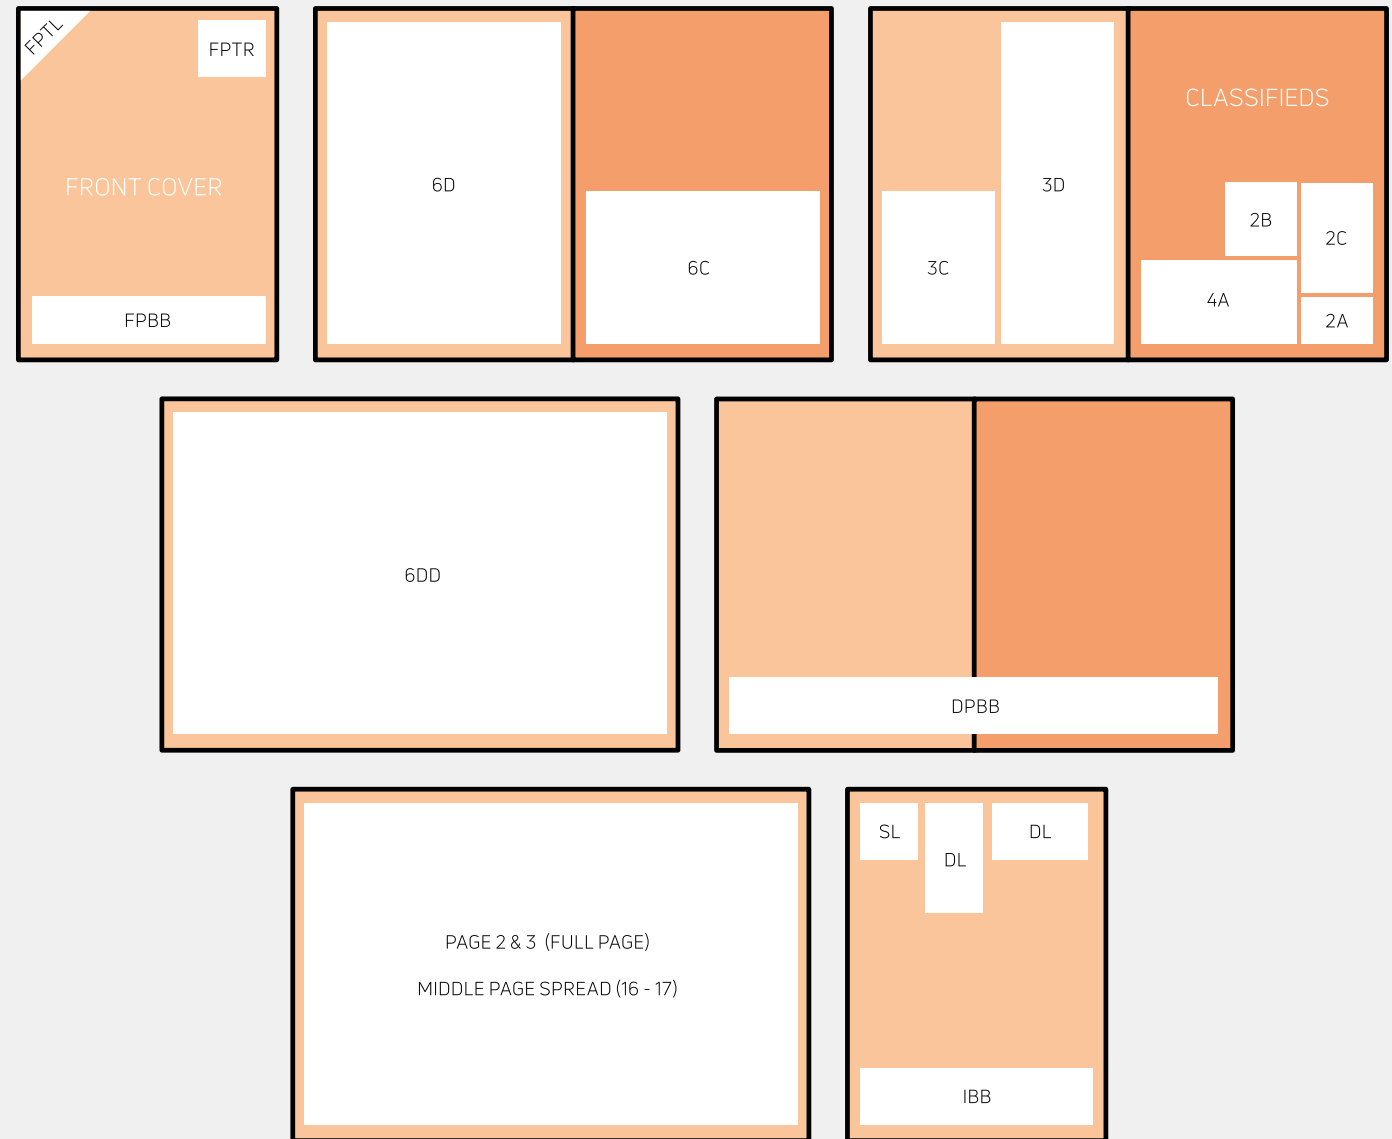 FPTL
FPTR
FRONT COVER
FPBB
6D
6C
3C
3D
CLASSIFIEDS
2B
2C
4A
2A
6DD
DPBB
PAGE 2 & 3 (FULL PAGE)
MIDDLE PAGE SPREAD (16 - 17)
SL
DL
DL
IBB